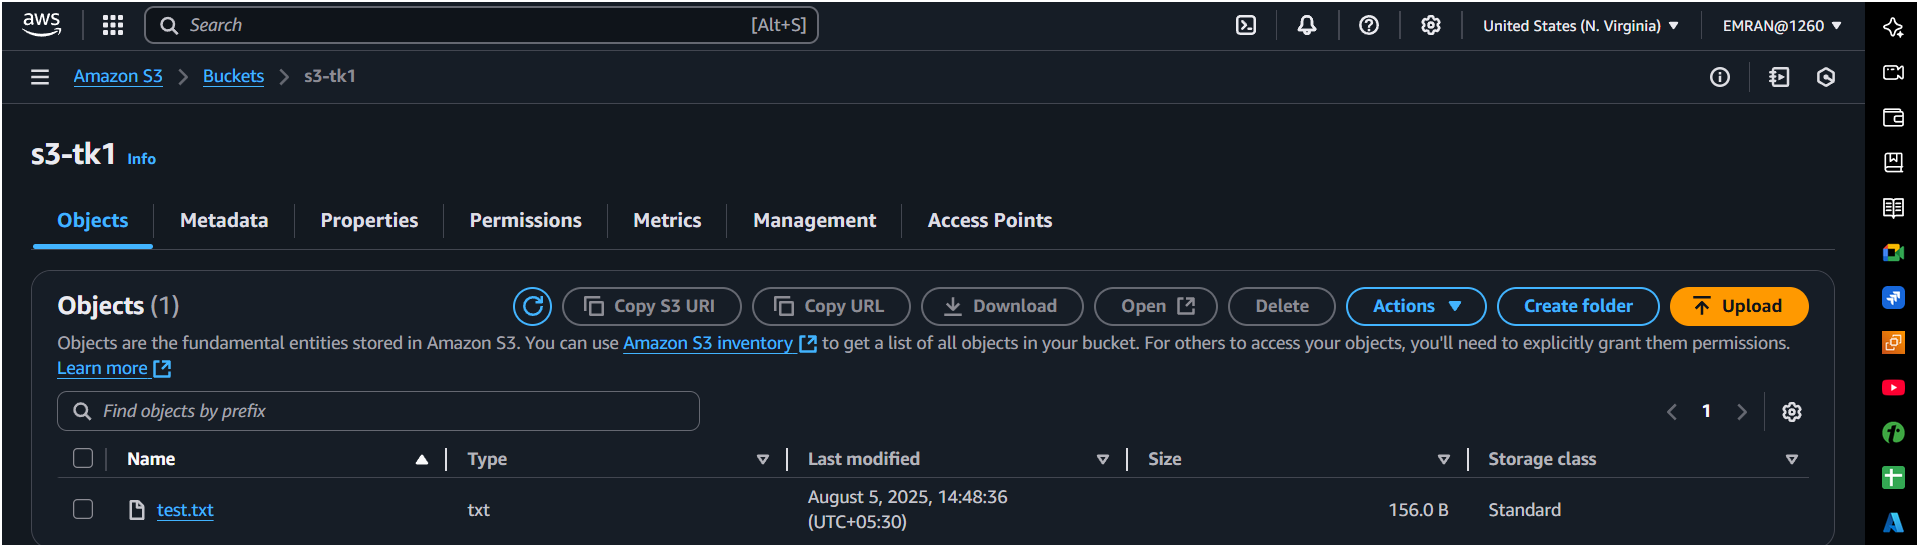 aws
Search [Alt+S]
United States (N. Virginia) EMRAN@1260
Amazon S3 Buckets s3-tk1
s3-tk1 Info
Objects Metadata Properties Permissions Metrics Management Access Points
Objects (1) Copy S3 URI Copy URL Download Open Delete Actions Create folder Upload
Objects are the fundamental entities stored in Amazon S3. You can use Amazon S3 inventory to get a list of all objects in your bucket. For others to access your objects, you'll need to explicitly grant them permissions.
Learn more
Find objects by prefix 1
Name Type Last modified Size Storage class
test.txt txt August 5, 2025, 14:48:36 (UTC+05:30) 156.0 B Standard